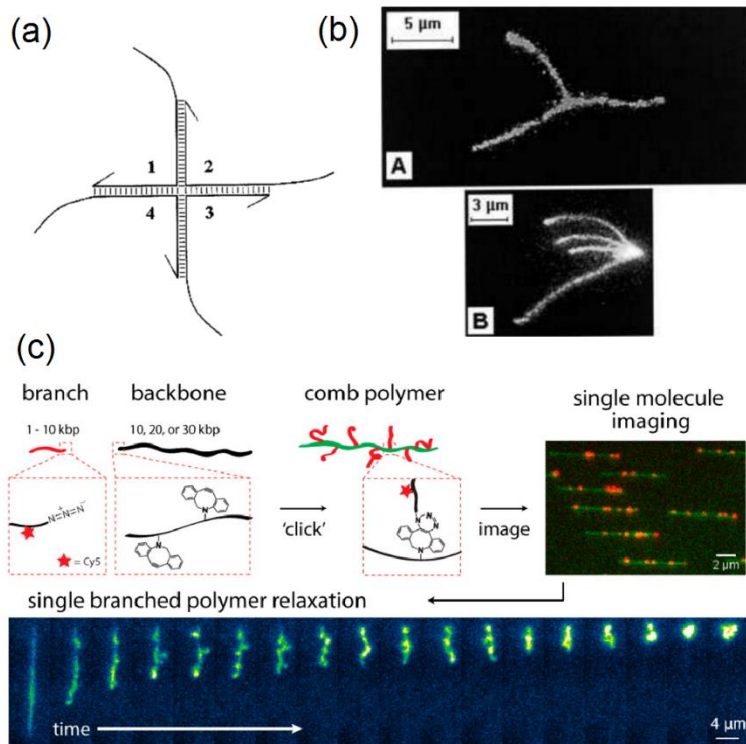 (a)
1 2
4 3
(b)
5 μm
A
3 μm
B
(c)
branch backbone comb polymer single molecule
imaging
1 - 10 kbp 10, 20, or 30 kbp
N=N=N
+ −
N
N
= Cy5
'click'
N N
N
N
image
2 μm
single branched polymer relaxation
time
4 μm